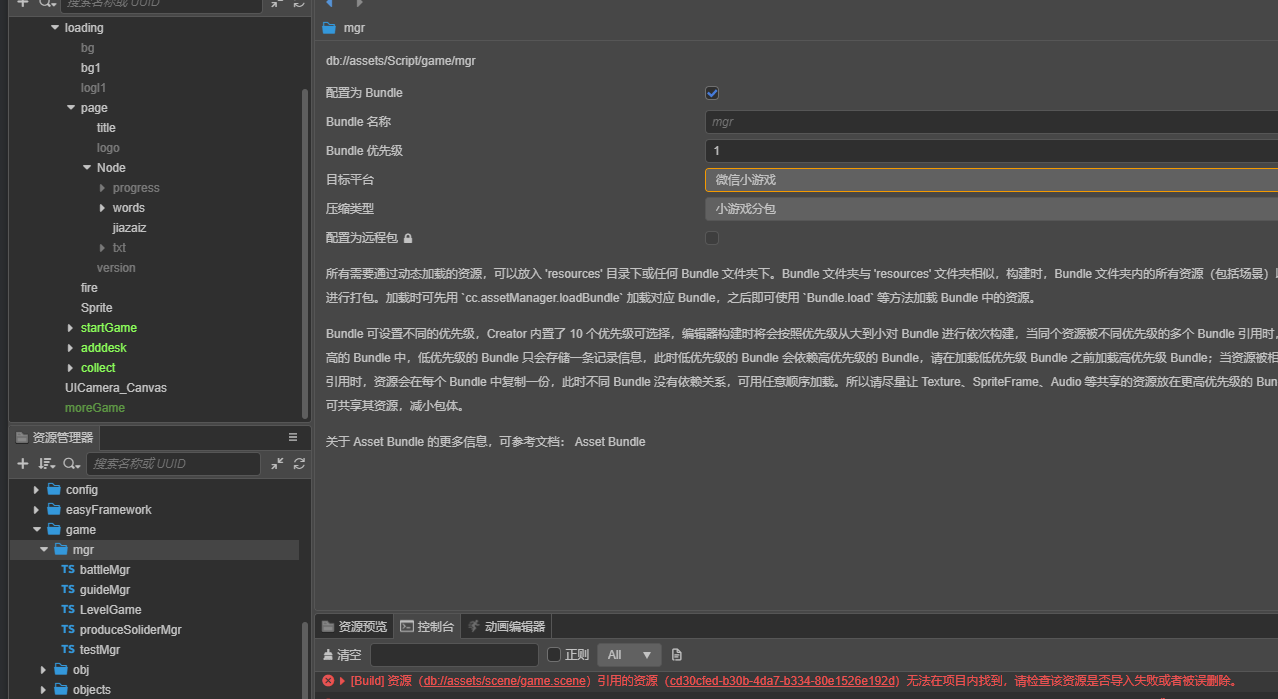 搜索名称或 UUID
loading
bg
bg1
logl1
page
title
logo
Node
progress
words
jiazaiz
txt
version
fire
Sprite
startGame
adddesk
collect
UICamera_Canvas
moreGame
资源管理器
搜索名称或 UUID
config
easyFramework
game
mgr
TS battleMgr
TS guideMgr
TS LevelGame
TS produceSoliderMgr
TS testMgr
obj
objects
mgr
db://assets/Script/game/mgr
配置为 Bundle
Bundle 名称 mgr
Bundle 优先级 1
目标平台 微信小游戏
压缩类型 小游戏分包
配置为远程包
所有需要通过动态加载的资源，可以放入 'resources' 目录下或任何 Bundle 文件夹下。Bundle 文件夹与 'resources' 文件夹相似，构建时，Bundle 文件夹内的所有资源（包括场景）
进行打包。加载时可先用 `cc.assetManager.loadBundle` 加载对应 Bundle，之后即可使用 `Bundle.load` 等方法加载 Bundle 中的资源。
Bundle 可设置不同的优先级，Creator 内置了 10 个优先级可选择，编辑器构建时将会按照优先级从大到小对 Bundle 进行依次构建，当同个资源被不同优先级的多个 Bundle 引用时，
高的 Bundle 中，低优先级的 Bundle 只会存储一条记录信息，此时低优先级的 Bundle 会依赖高优先级的 Bundle，请在加载低优先级 Bundle 之前加载高优先级 Bundle；当资源被相
引用时，资源会在每个 Bundle 中复制一份，此时不同 Bundle 没有依赖关系，可用任意顺序加载。所以请尽量让 Texture、SpriteFrame、Audio 等共享的资源放在更高优先级的 Bun
可共享其资源，减小包体。
关于 Asset Bundle 的更多信息，可参考文档： Asset Bundle
资源预览 控制台 动画编辑器
清空 正则 All
[Build] 资源（db://assets/scene/game.scene）引用的资源（cd30cfed-b30b-4da7-b334-80e1526e192d）无法在项目内找到，请检查该资源是否导入失败或者被误删除。